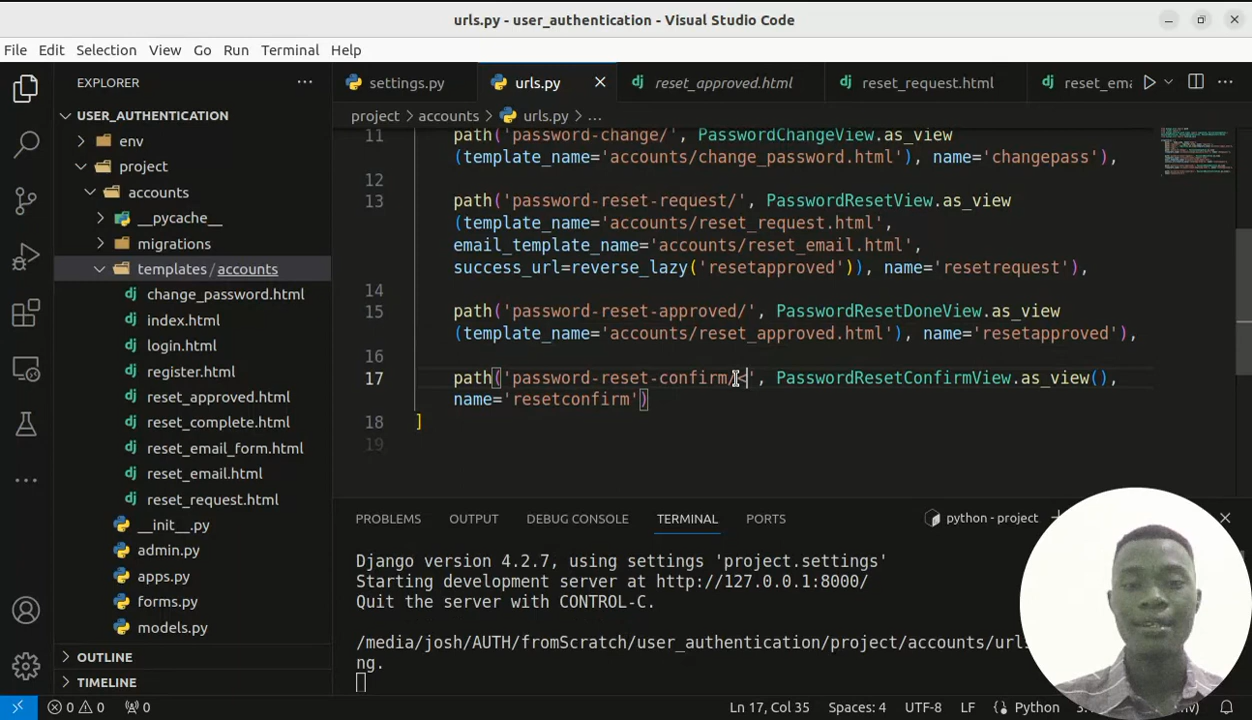 urls.py - user_authentication - Visual Studio Code
File Edit Selection View Go Run Terminal Help
EXPLORER
settings.py
urls.py
reset_approved.html
reset_request.html
reset_ema
USER_AUTHENTICATION
env
project
accounts
__pycache__
migrations
templates / accounts
change_password.html
index.html
login.html
register.html
reset_approved.html
reset_complete.html
reset_email_form.html
reset_email.html
reset_request.html
__init__.py
admin.py
apps.py
forms.py
models.py
OUTLINE
TIMELINE
project > accounts > urls.py > ...
11 path('password-change/', PasswordChangeView.as_view
(template_name='accounts/change_password.html'), name='changepass'),
12
13 path('password-reset-request/', PasswordResetView.as_view
(template_name='accounts/reset_request.html',
email_template_name='accounts/reset_email.html',
success_url=reverse_lazy('resetapproved')), name='resetrequest'),
14
15 path('password-reset-approved/', PasswordResetDoneView.as_view
(template_name='accounts/reset_approved.html'), name='resetapproved'),
16
17 path('password-reset-confirm/<', PasswordResetConfirmView.as_view(),
name='resetconfirm')
18 ]
19
PROBLEMS OUTPUT DEBUG CONSOLE TERMINAL PORTS
python - project
Django version 4.2.7, using settings 'project.settings'
Starting development server at http://127.0.0.1:8000/
Quit the server with CONTROL-C.
/media/josh/AUTH/fromScratch/user_authentication/project/accounts/urls
ng.
0 0 0
Ln 17, Col 35 Spaces: 4 UTF-8 LF Python